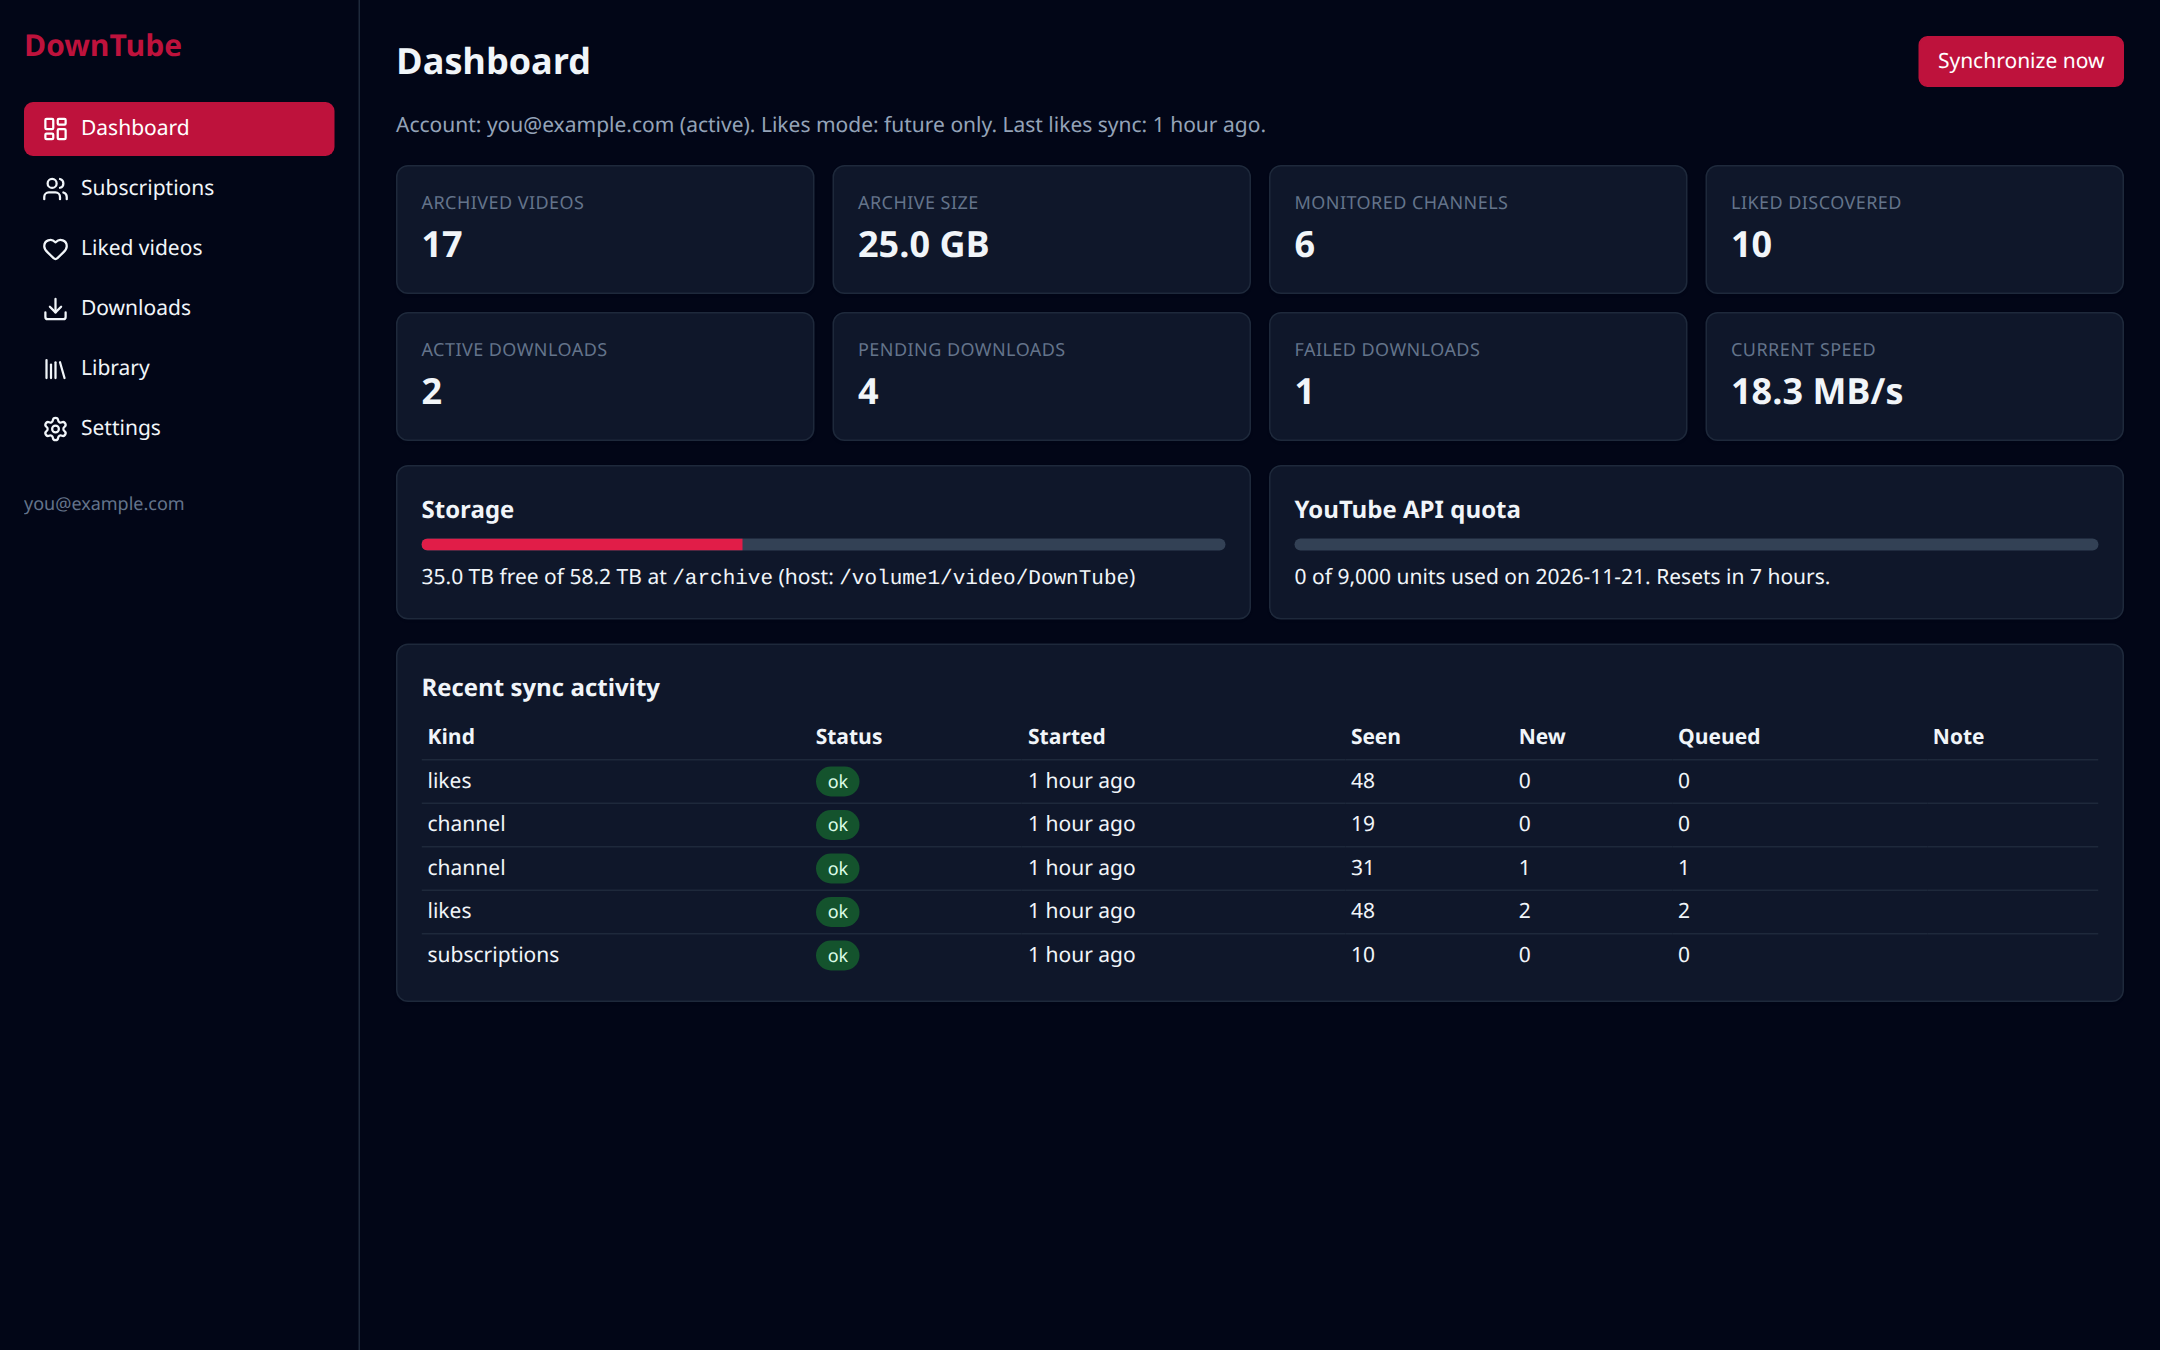 DownTube
Dashboard
Subscriptions
Liked videos
Downloads
Library
Settings
you@example.com
Dashboard
Synchronize now
Account: you@example.com (active). Likes mode: future only. Last likes sync: 1 hour ago.
ARCHIVED VIDEOS
17
ARCHIVE SIZE
25.0 GB
MONITORED CHANNELS
6
LIKED DISCOVERED
10
ACTIVE DOWNLOADS
2
PENDING DOWNLOADS
4
FAILED DOWNLOADS
1
CURRENT SPEED
18.3 MB/s
Storage
35.0 TB free of 58.2 TB at /archive (host: /volume1/video/DownTube)
YouTube API quota
0 of 9,000 units used on 2026-11-21. Resets in 7 hours.
Recent sync activity
Kind Status Started Seen New Queued Note
likes ok 1 hour ago 48 0 0
channel ok 1 hour ago 19 0 0
channel ok 1 hour ago 31 1 1
likes ok 1 hour ago 48 2 2
subscriptions ok 1 hour ago 10 0 0